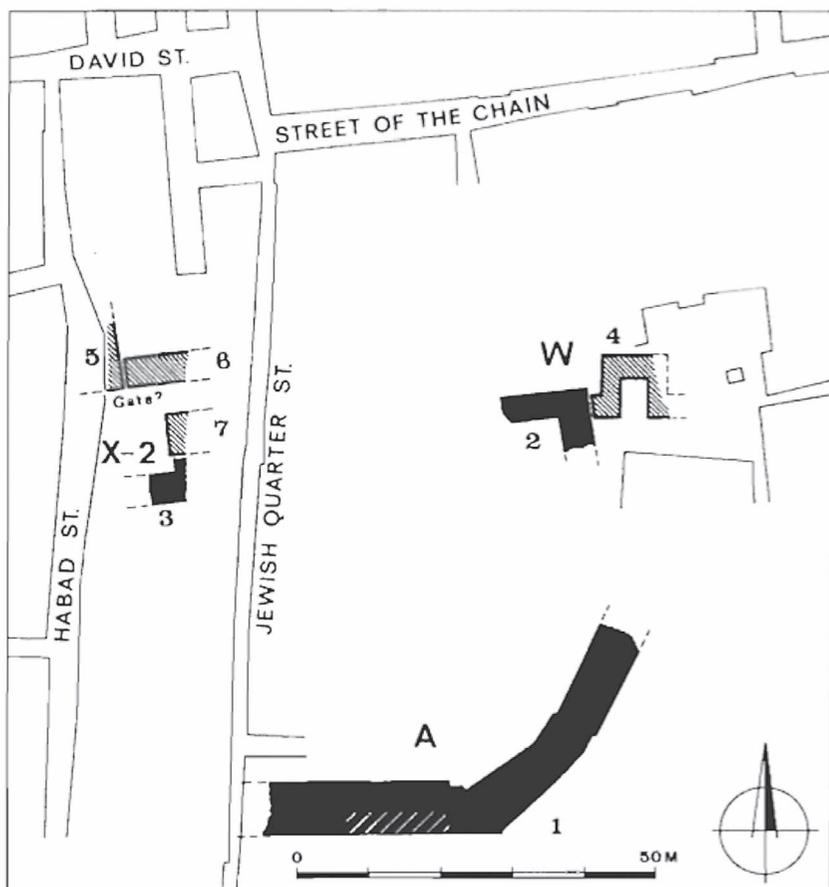 DAVID ST.
STREET OF THE CHAIN
5
6
Gate?
7
X-2
3
W
4
2
HABAD ST.
JEWISH QUARTER ST.
A
1
0
50 M